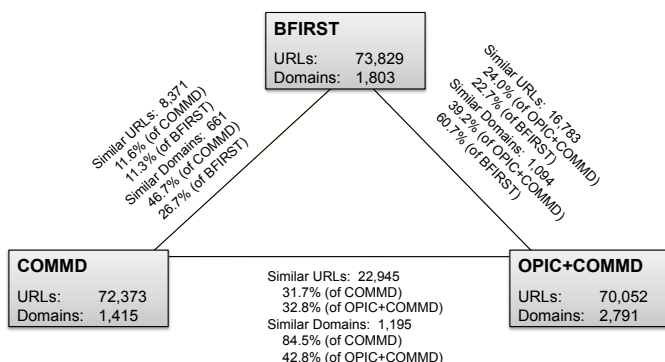 BFIRST
URLs: 73,829
Domains: 1,803
Similar URLs: 8,371
11.6% (of COMMD)
11.3% (of BFIRST)
Similar Domains: 661
46.7% (of COMMD)
26.7% (of BFIRST)
Similar URLs: 16,783
24.0% (of OPIC+COMMD)
22.7% (of BFIRST)
Similar Domains: 1,094
39.2% (of OPIC+COMMD)
60.7% (of BFIRST)
COMMD
URLs: 72,373
Domains: 1,415
Similar URLs: 22,945
31.7% (of COMMD)
32.8% (of OPIC+COMMD)
Similar Domains: 1,195
84.5% (of COMMD)
42.8% (of OPIC+COMMD)
OPIC+COMMD
URLs: 70,052
Domains: 2,791